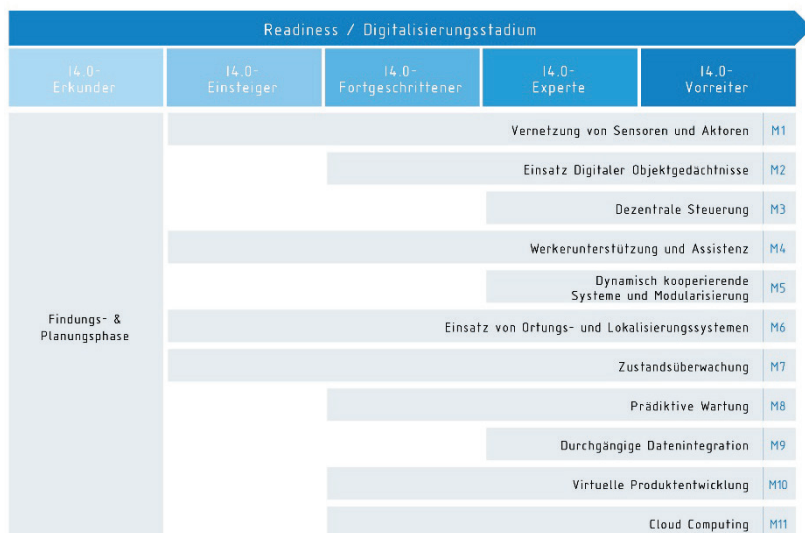 Readiness / Digitalisierungsstadium
I4.0-
Erkunder
I4.0-
Einsteiger
I4.0-
Fortgeschrittener
I4.0-
Experte
I4.0-
Vorreiter
Findungs- &
Planungsphase
Vernetzung von Sensoren und Aktoren M1
Einsatz Digitaler Objektgedächtnisse M2
Dezentrale Steuerung M3
Werkerunterstützung und Assistenz M4
Dynamisch kooperierende
Systeme und Modularisierung M5
Einsatz von Ortungs- und Lokalisierungssystemen M6
Zustandsüberwachung M7
Prädiktive Wartung M8
Durchgängige Datenintegration M9
Virtuelle Produktentwicklung M10
Cloud Computing M11